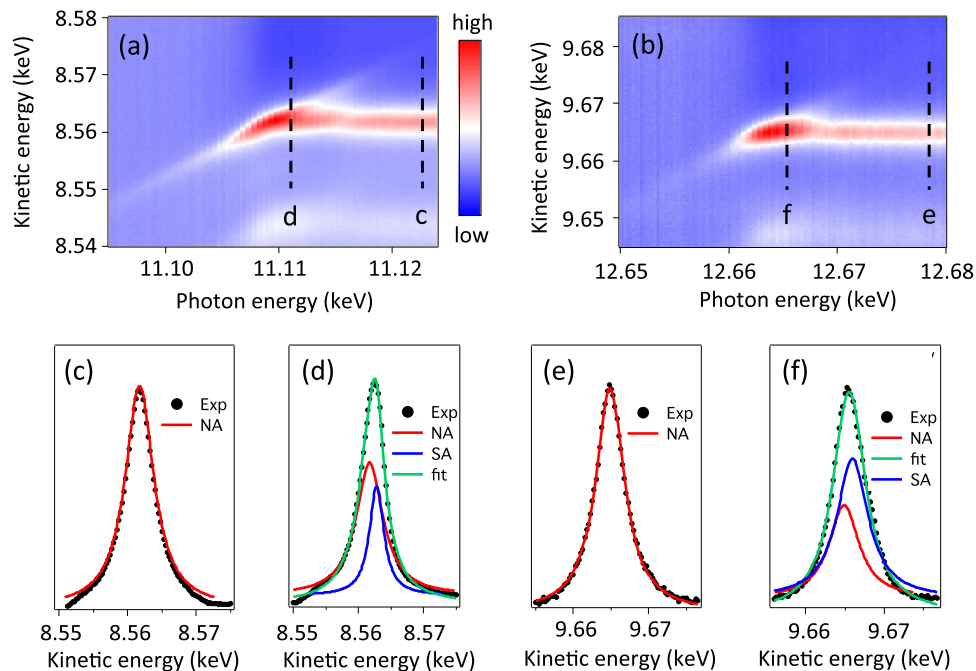 8.58
8.57
8.56
8.55
8.54
Kinetic energy (keV)
(a)
d
c
11.10
11.11
11.12
Photon energy (keV)
high
low
9.68
9.67
9.66
9.65
Kinetic energy (keV)
(b)
f
e
12.65
12.66
12.67
12.68
Photon energy (keV)
(c)
Exp
NA
8.55
8.56
8.57
Kinetic energy (keV)
(d)
Exp
NA
SA
fit
8.55
8.56
8.57
Kinetic energy (keV)
(e)
Exp
NA
9.66
9.67
Kinetic energy (keV)
(f)
Exp
NA
fit
SA
9.66
9.67
Kinetic energy (keV)